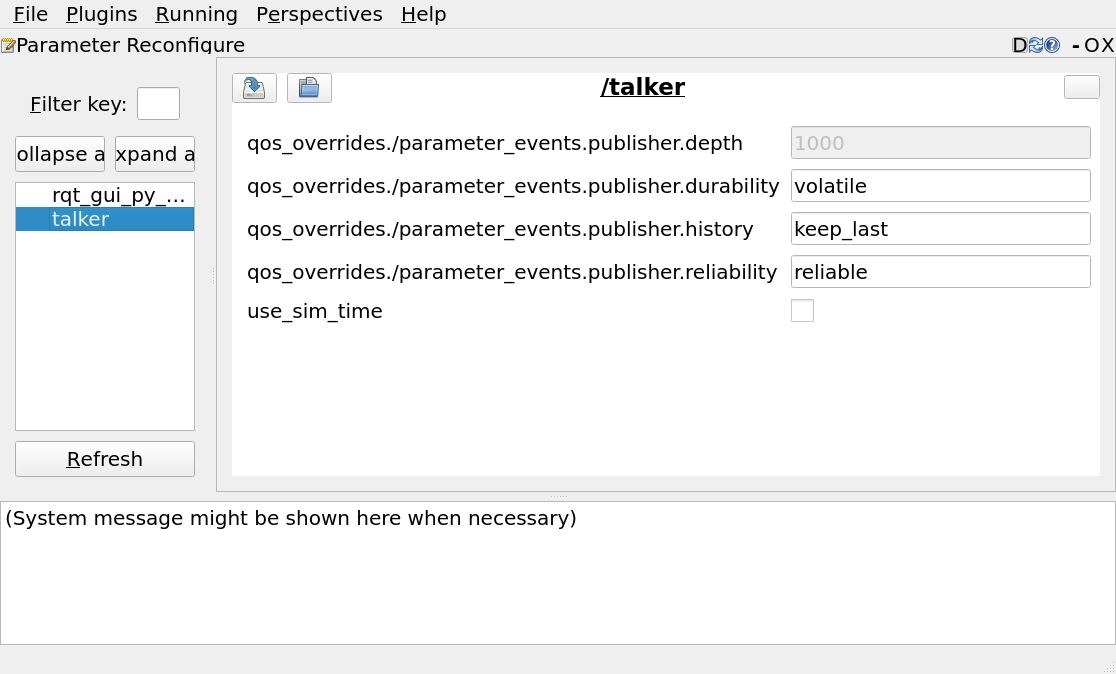 File Plugins Running Perspectives Help
Parameter Reconfigure D - O X
Filter key:
ollapse a xpand a
rqt_gui_py_...
talker
Refresh
/talker
qos_overrides./parameter_events.publisher.depth 1000
qos_overrides./parameter_events.publisher.durability volatile
qos_overrides./parameter_events.publisher.history keep_last
qos_overrides./parameter_events.publisher.reliability reliable
use_sim_time
(System message might be shown here when necessary)